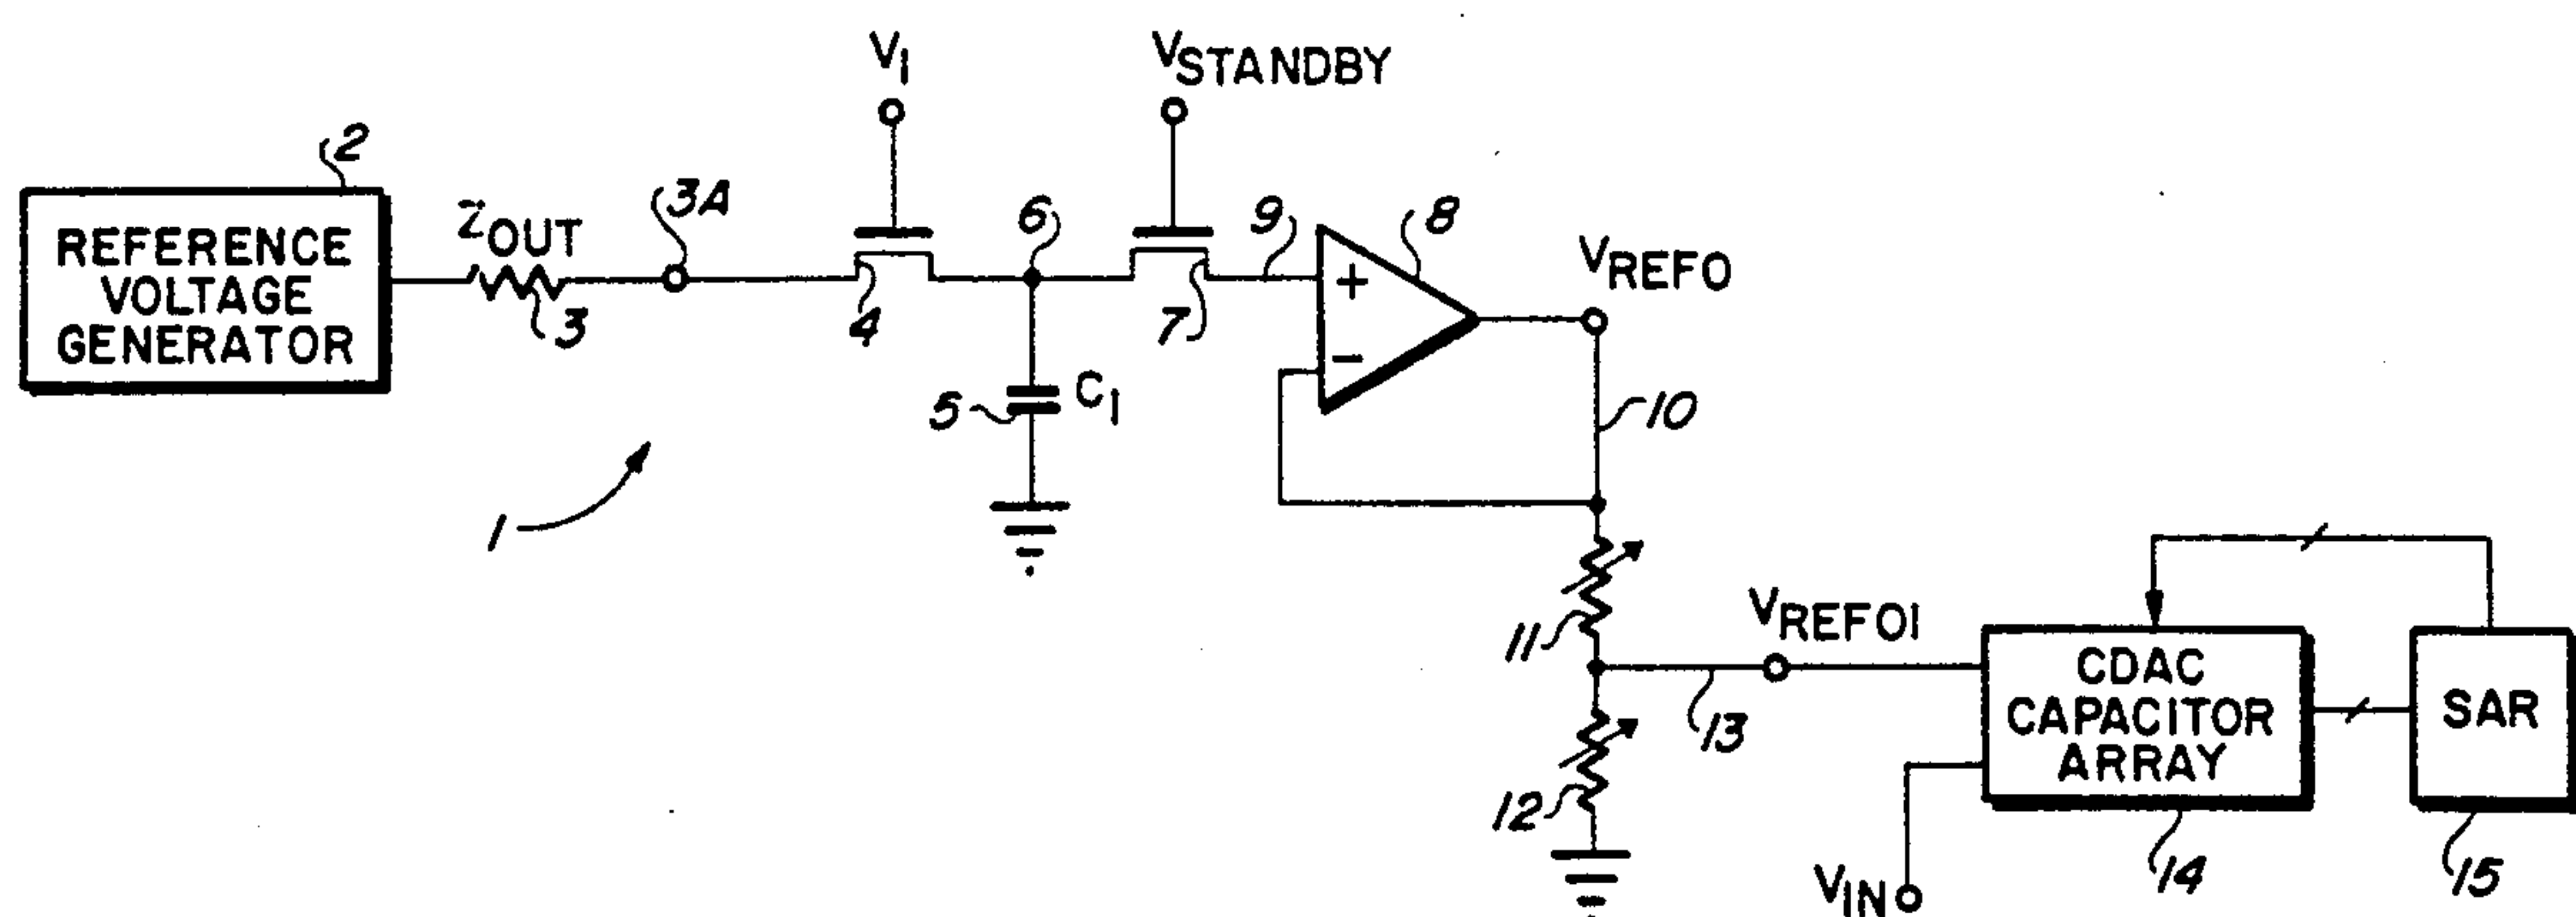 V1
VSTANDBY
2
3A
REFERENCE
VOLTAGE
GENERATOR
ZOUT
3
4
6
7
9
8
+
-
VREFO
5
C1
10
1
11
VREFO1
13
12
CDAC
CAPACITOR
ARRAY
SAR
14
15
VIN